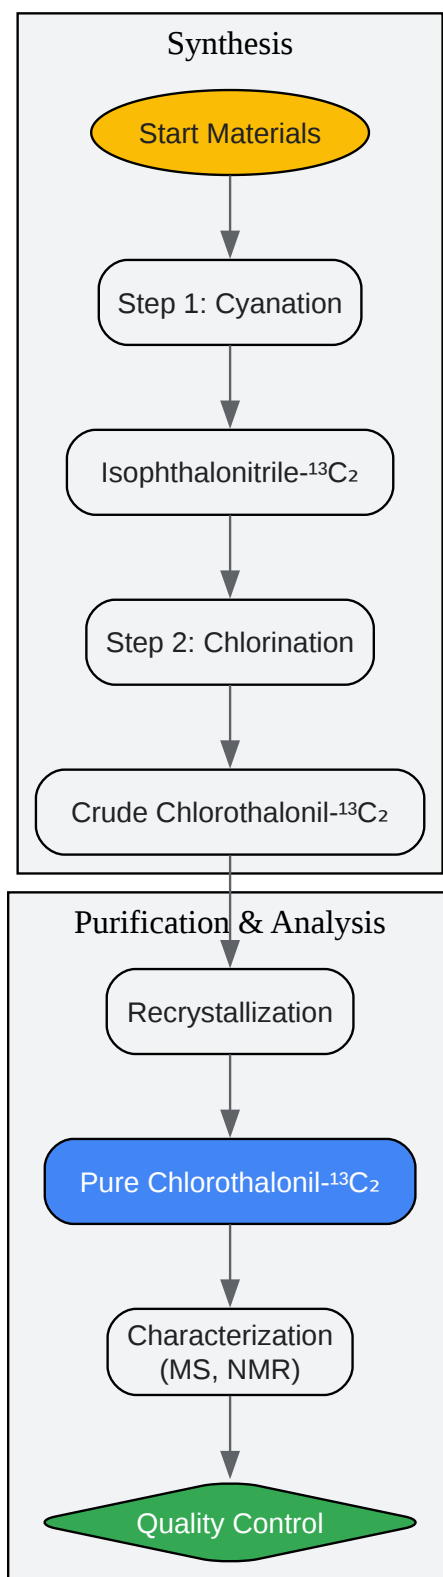 Synthesis
Start Materials
Step 1: Cyanation
Isophthalonitrile-¹³C₂
Step 2: Chlorination
Crude Chlorothalonil-¹³C₂
Purification & Analysis
Recrystallization
Pure Chlorothalonil-¹³C₂
Characterization
(MS, NMR)
Quality Control